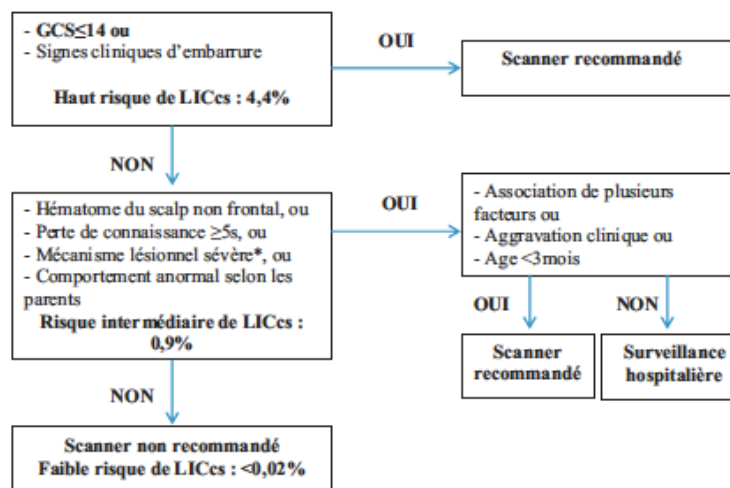 - GCS≤14 ou
- Signes cliniques d'embarrure
Haut risque de LICcs : 4,4%
OUI
Scanner recommandé
NON
- Hématome du scalp non frontal, ou
- Perte de connaissance ≥5s, ou
- Mécanisme lésionnel sévère*, ou
- Comportement anormal selon les
parents
Risque intermédiaire de LICcs :
0,9%
OUI
- Association de plusieurs
facteurs ou
- Aggravation clinique ou
- Age <3mois
OUI
NON
Scanner
recommandé
Surveillance
hospitalière
NON
Scanner non recommandé
Faible risque de LICcs : <0,02%